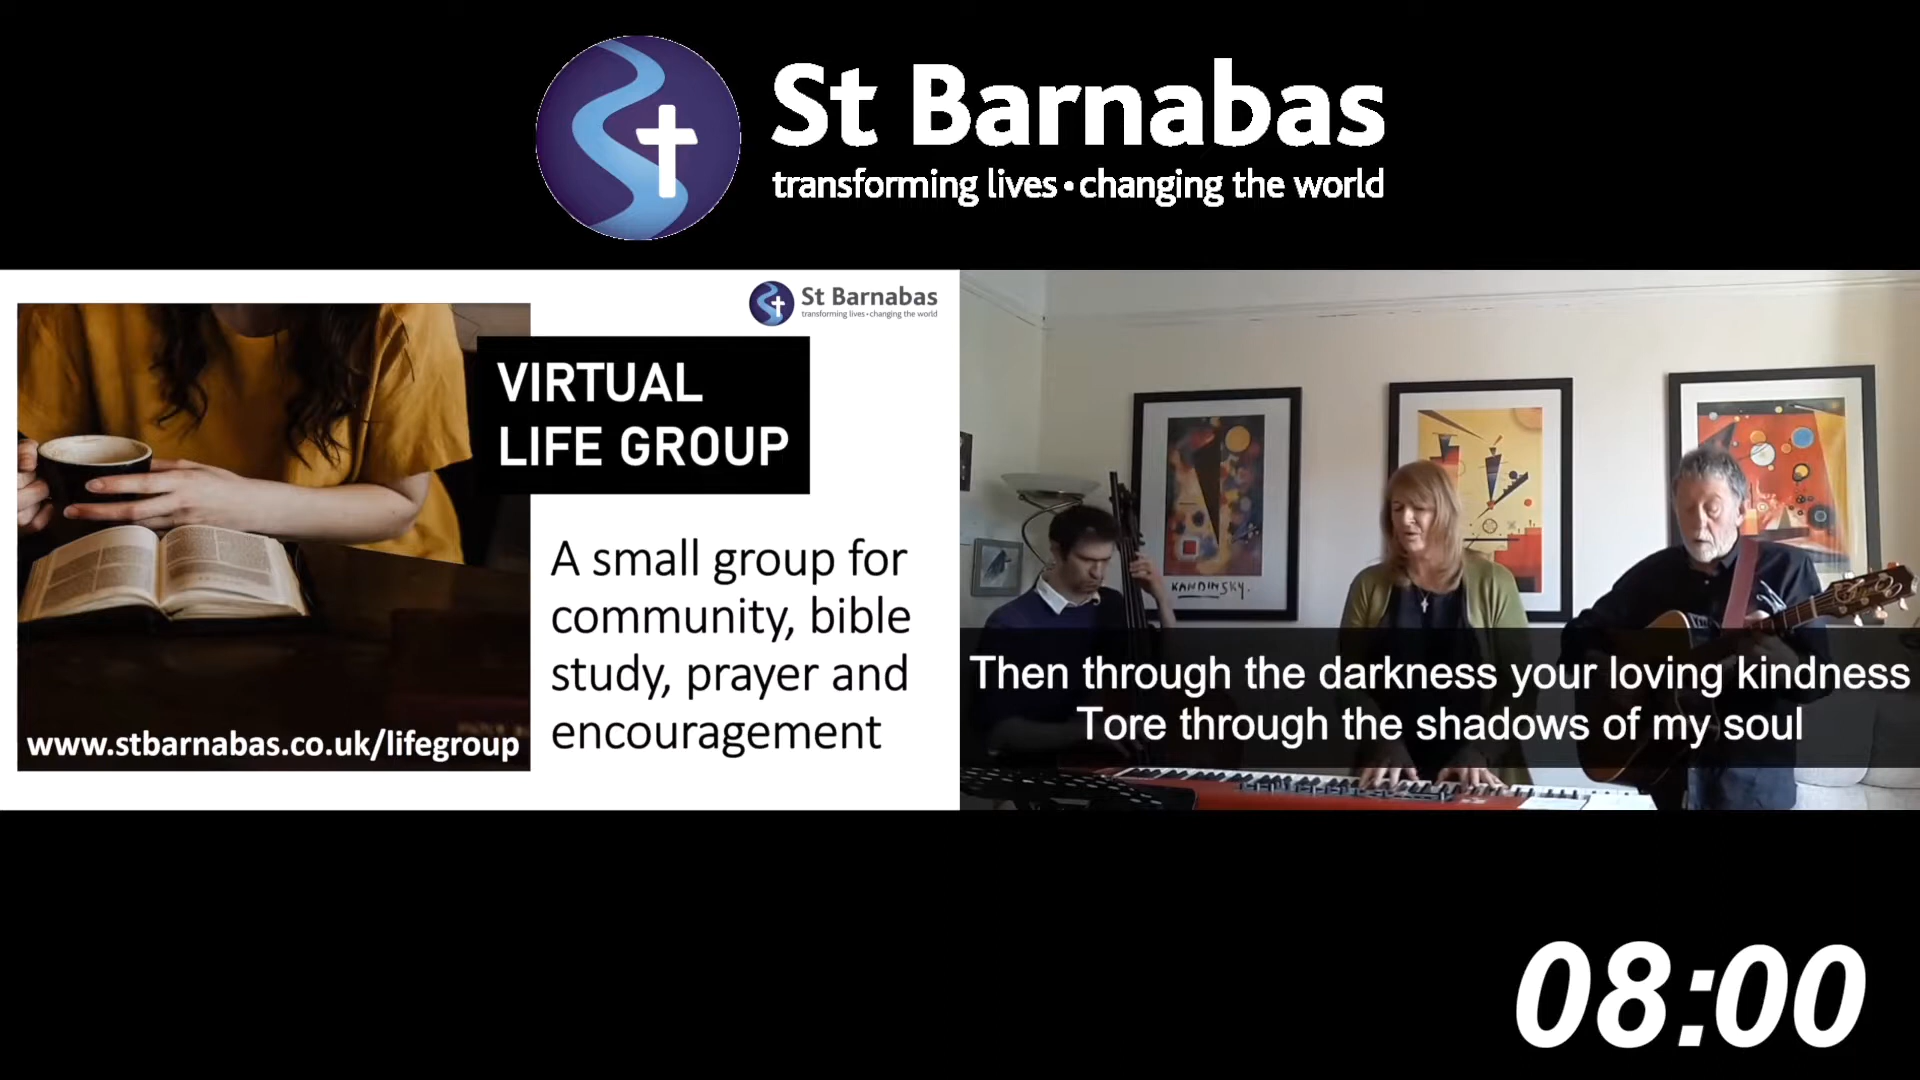 St Barnabas
transforming lives•changing the world
St Barnabas
transforming lives•changing the world
VIRTUAL
LIFE GROUP
A small group for
community, bible
study, prayer and
encouragement
www.stbarnabas.co.uk/lifegroup
KANDINSKY.
Then through the darkness your loving kindness
Tore through the shadows of my soul
08:00